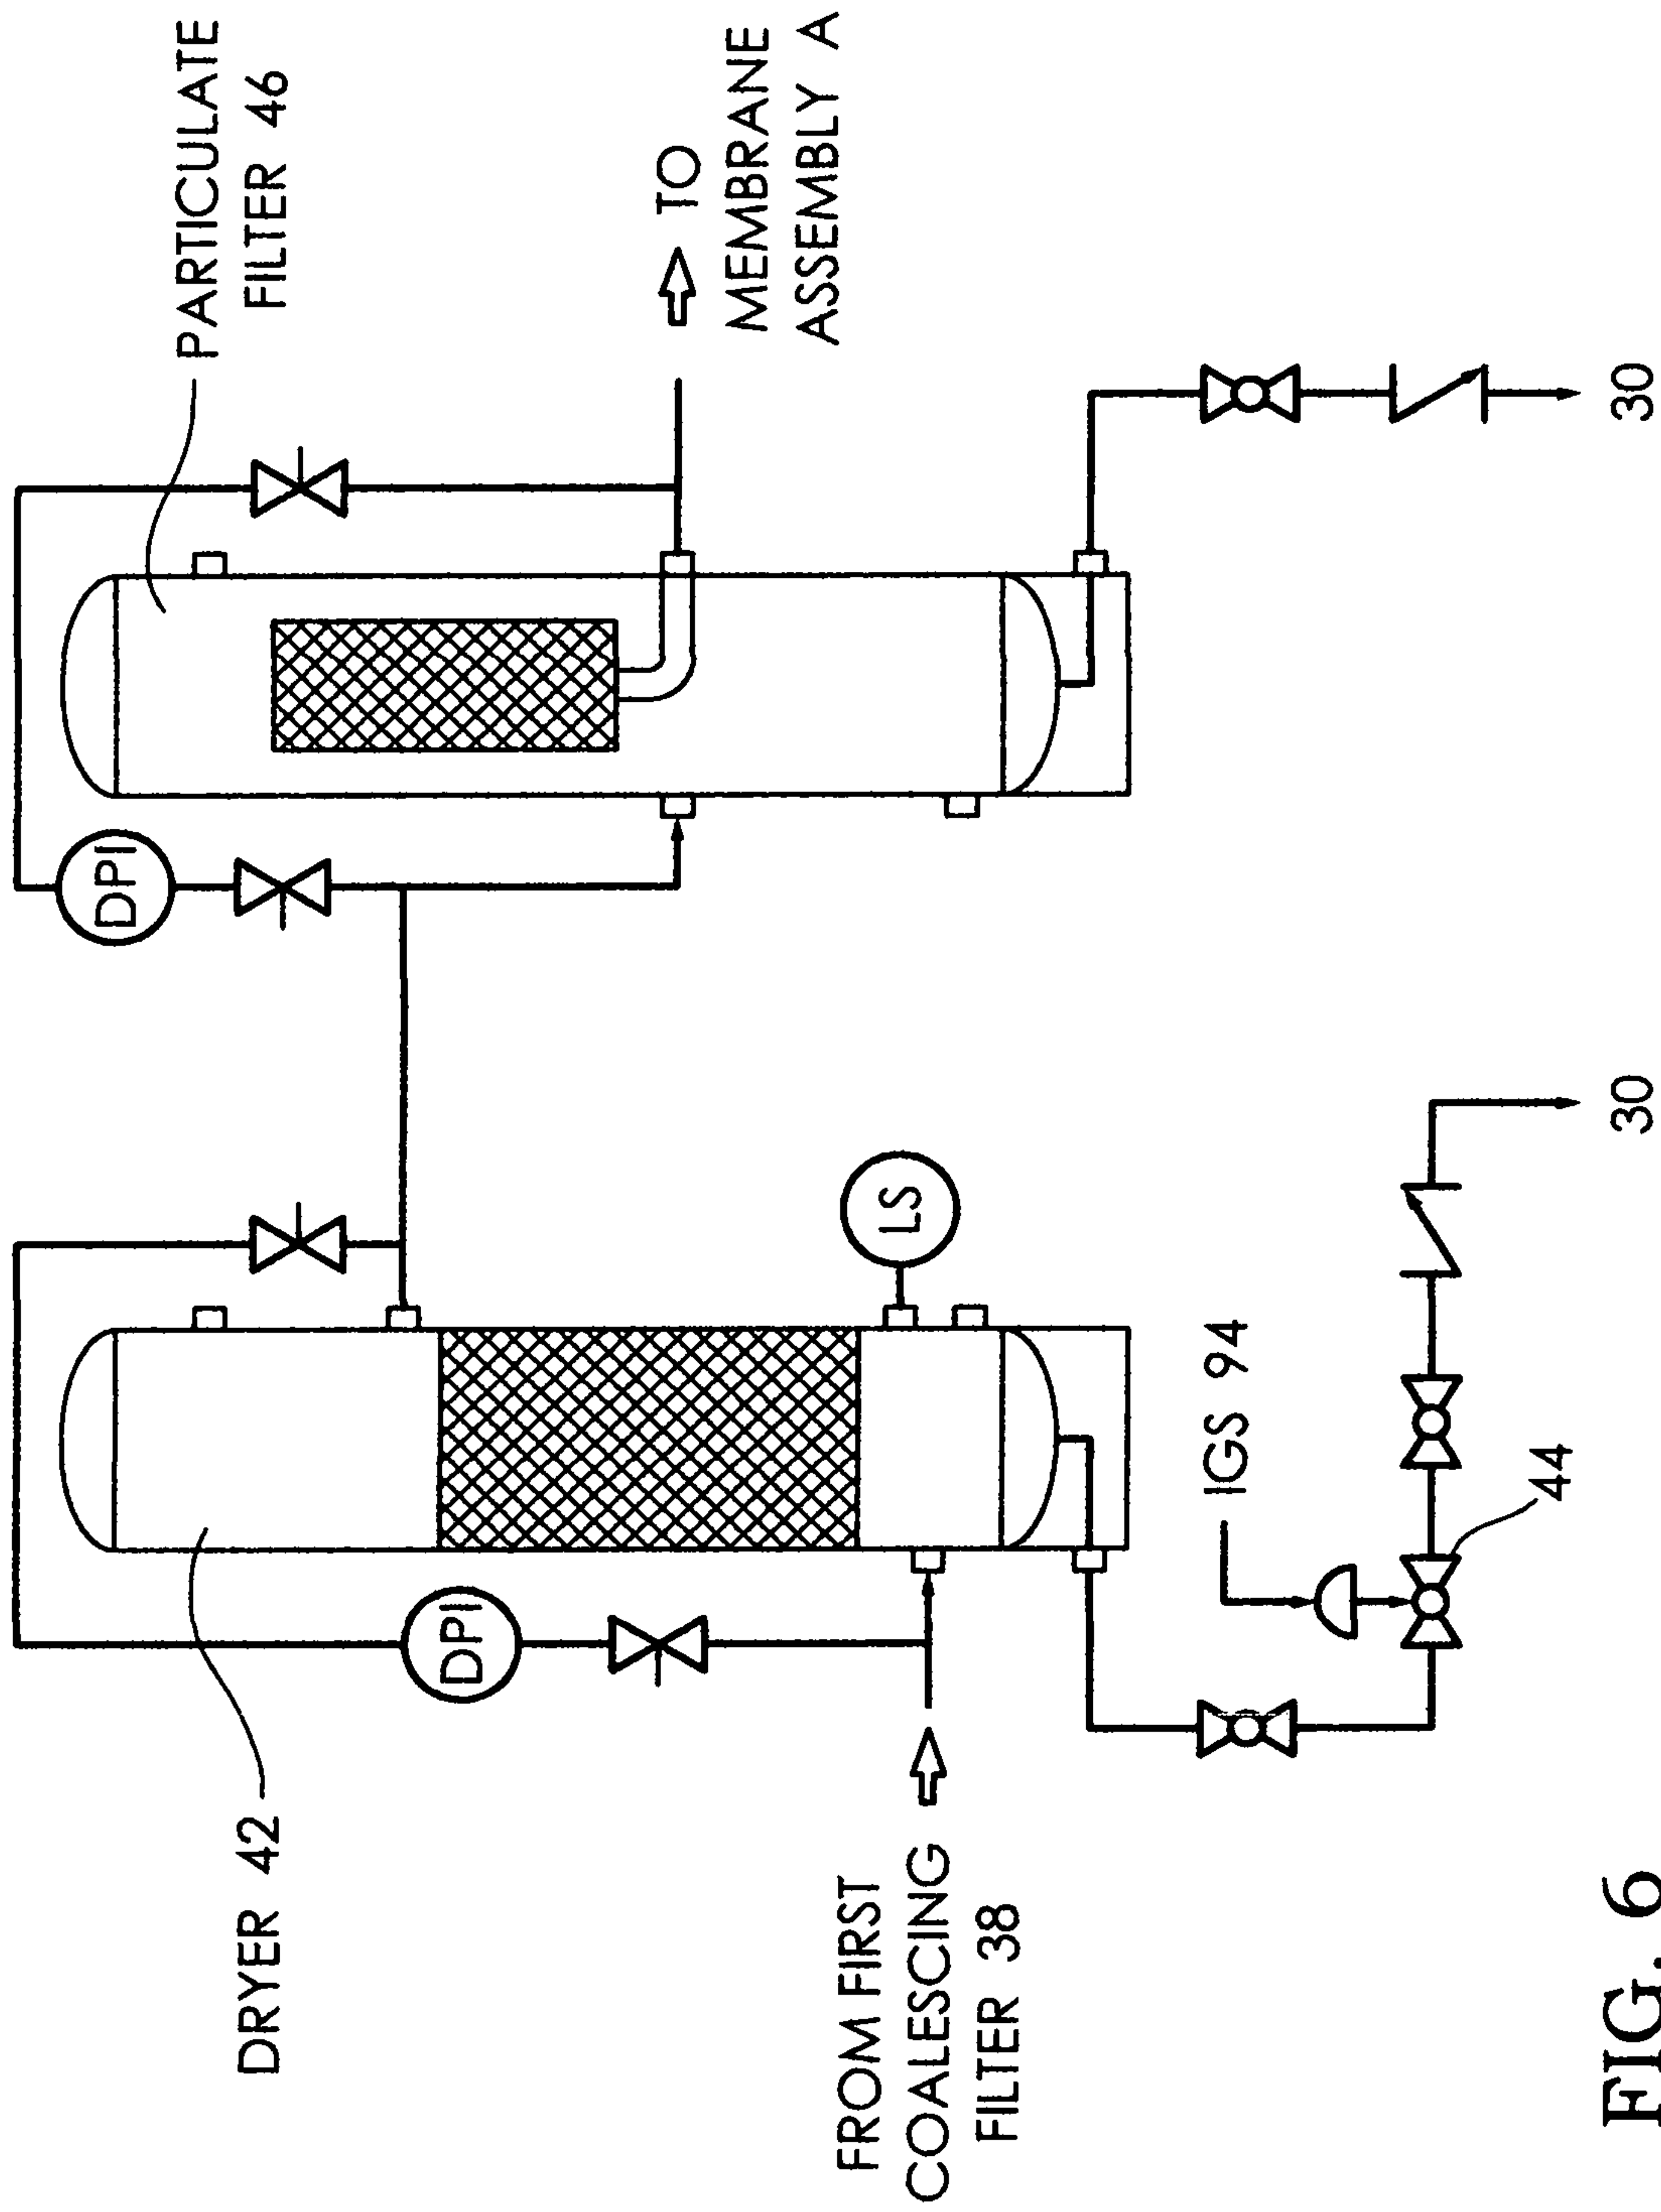 PARTICULATE
FILTER 46
DPI
TO
MEMBRANE
ASSEMBLY A
30
DRYER 42
DPI
LS
FROM FIRST
COALESCING
FILTER 38
IGS 94
44
30
FIG. 6